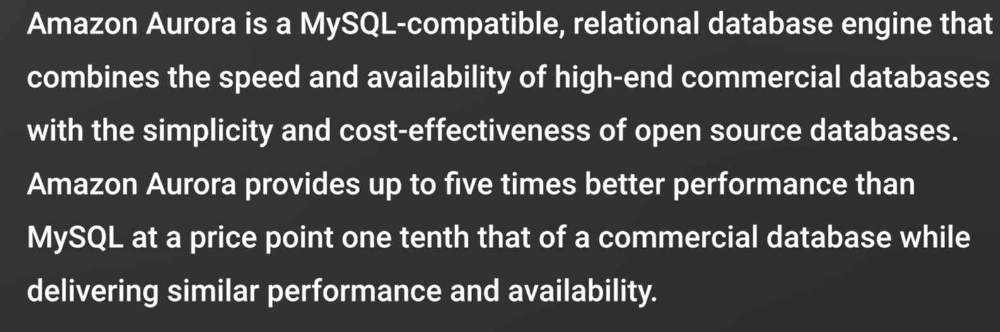 Amazon Aurora is a MySQL-compatible, relational database engine that
combines the speed and availability of high-end commercial databases
with the simplicity and cost-effectiveness of open source databases.
Amazon Aurora provides up to five times better performance than
MySQL at a price point one tenth that of a commercial database while
delivering similar performance and availability.